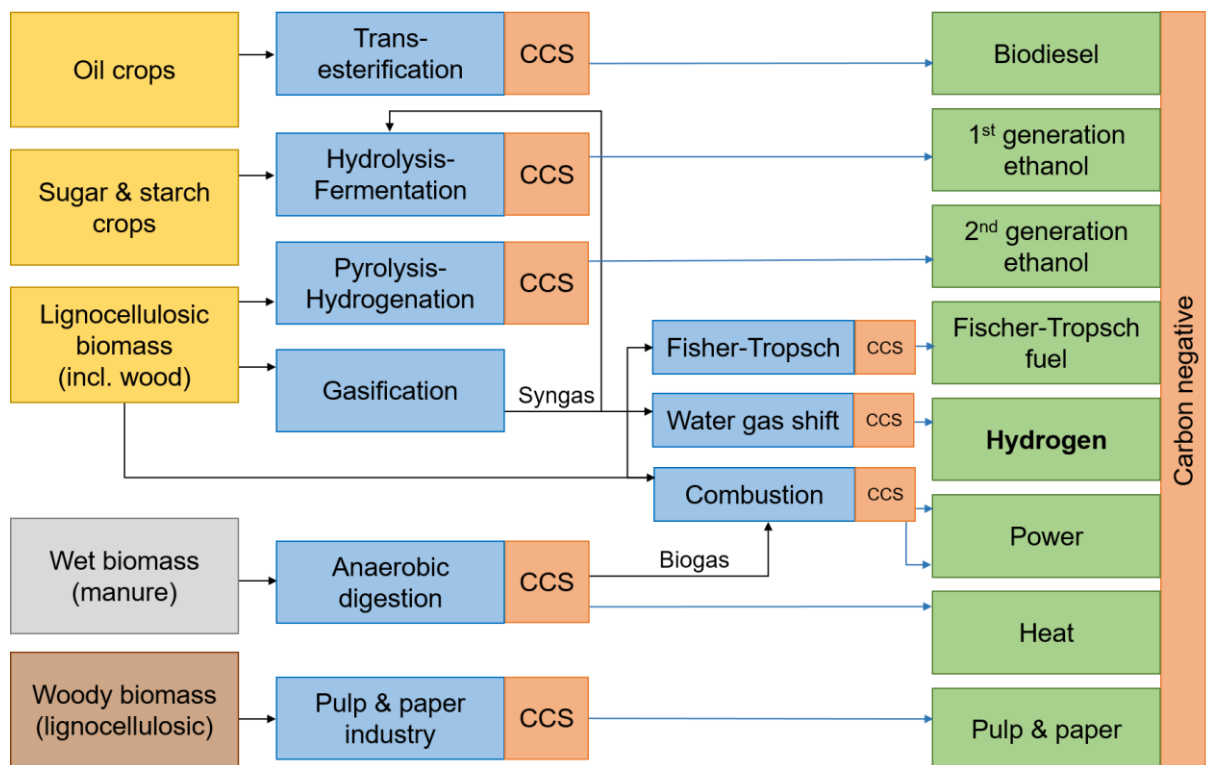 Oil crops
Trans-
esterification
CCS
Biodiesel
Sugar & starch
crops
Hydrolysis-
Fermentation
CCS
1st generation
ethanol
Pyrolysis-
Hydrogenation
CCS
2nd generation
ethanol
Lignocellulosic
biomass
(incl. wood)
Gasification
Syngas
Fisher-Tropsch
CCS
Fischer-Tropsch
fuel
Water gas shift
CCS
Hydrogen
Combustion
CCS
Power
Wet biomass
(manure)
Anaerobic
digestion
CCS
Biogas
Heat
Woody biomass
(lignocellulosic)
Pulp & paper
industry
CCS
Pulp & paper
Carbon negative